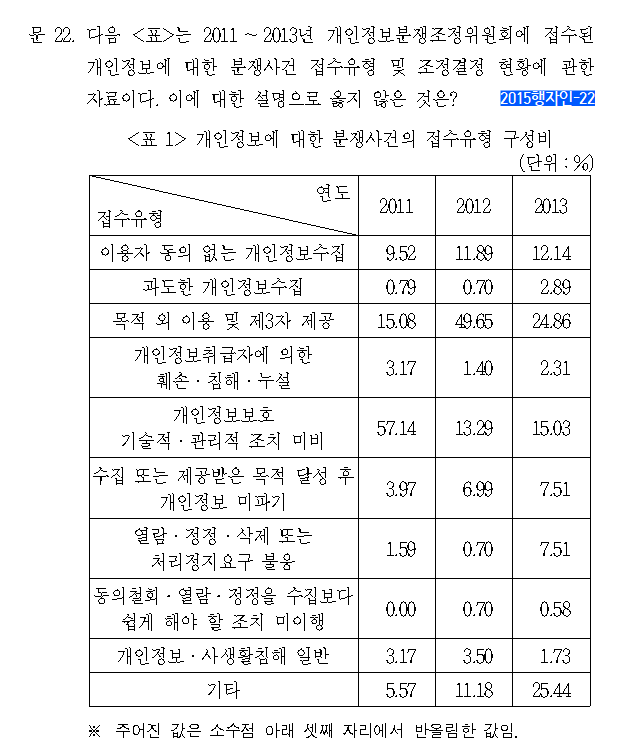 문 22. 다음 <표>는 2011 ~ 2013년 개인정보분쟁조정위원회에 접수된
개인정보에 대한 분쟁사건 접수유형 및 조정결정 현황에 관한
자료이다. 이에 대한 설명으로 옳지 않은 것은? 2015행자인-22
<표 1> 개인정보에 대한 분쟁사건의 접수유형 구성비
(단위 : %)
연도
접수유형 2011 2012 2013
이용자 동의 없는 개인정보수집 9.52 11.89 12.14
과도한 개인정보수집 0.79 0.70 2.89
목적 외 이용 및 제3자 제공 15.08 49.65 24.86
개인정보취급자에 의한
훼손·침해·누설 3.17 1.40 2.31
개인정보보호
기술적·관리적 조치 미비 57.14 13.29 15.03
수집 또는 제공받은 목적 달성 후
개인정보 미파기 3.97 6.99 7.51
열람·정정·삭제 또는
처리정지요구 불응 1.59 0.70 7.51
동의철회·열람·정정을 수집보다
쉽게 해야 할 조치 미이행 0.00 0.70 0.58
개인정보·사생활침해 일반 3.17 3.50 1.73
기타 5.57 11.18 25.44
※ 주어진 값은 소수점 아래 셋째 자리에서 반올림한 값임.